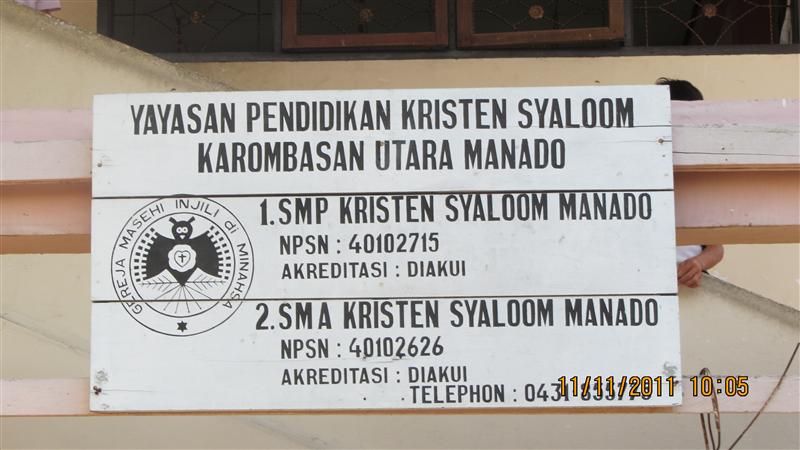 YAYASAN PENDIDIKAN KRISTEN SYALOOM
KAROMBASAN UTARA MANADO
GEREJA MASEHI INJILI di MINAHSA
1. SMP KRISTEN SYALOOM MANADO
NPSN : 40102715
AKREDITASI : DIAKUI
2. SMA KRISTEN SYALOOM MANADO
NPSN : 40102626
AKREDITASI : DIAKUI
TELEPHON : 0431
11/11/2011 10:05